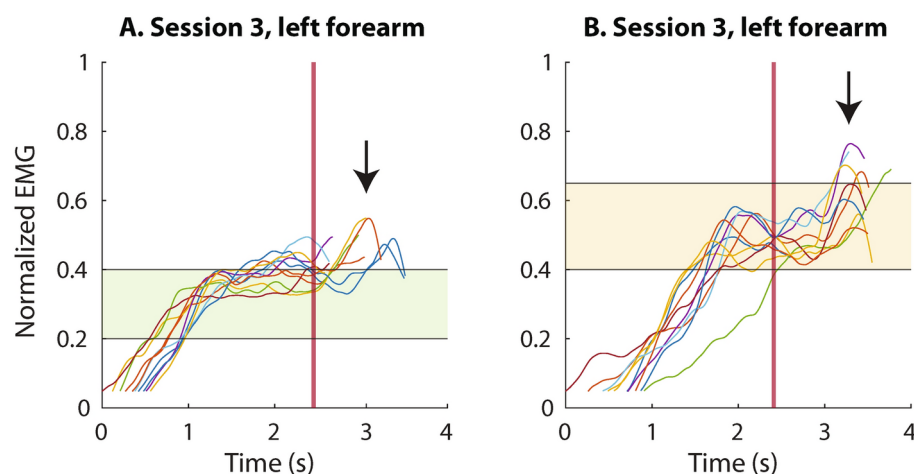 A. Session 3, left forearm
Normalized EMG
1
0.8
0.6
0.4
0.2
0
0 1 2 3 4
Time (s)
B. Session 3, left forearm
1
0.8
0.6
0.4
0.2
0
0 1 2 3 4
Time (s)